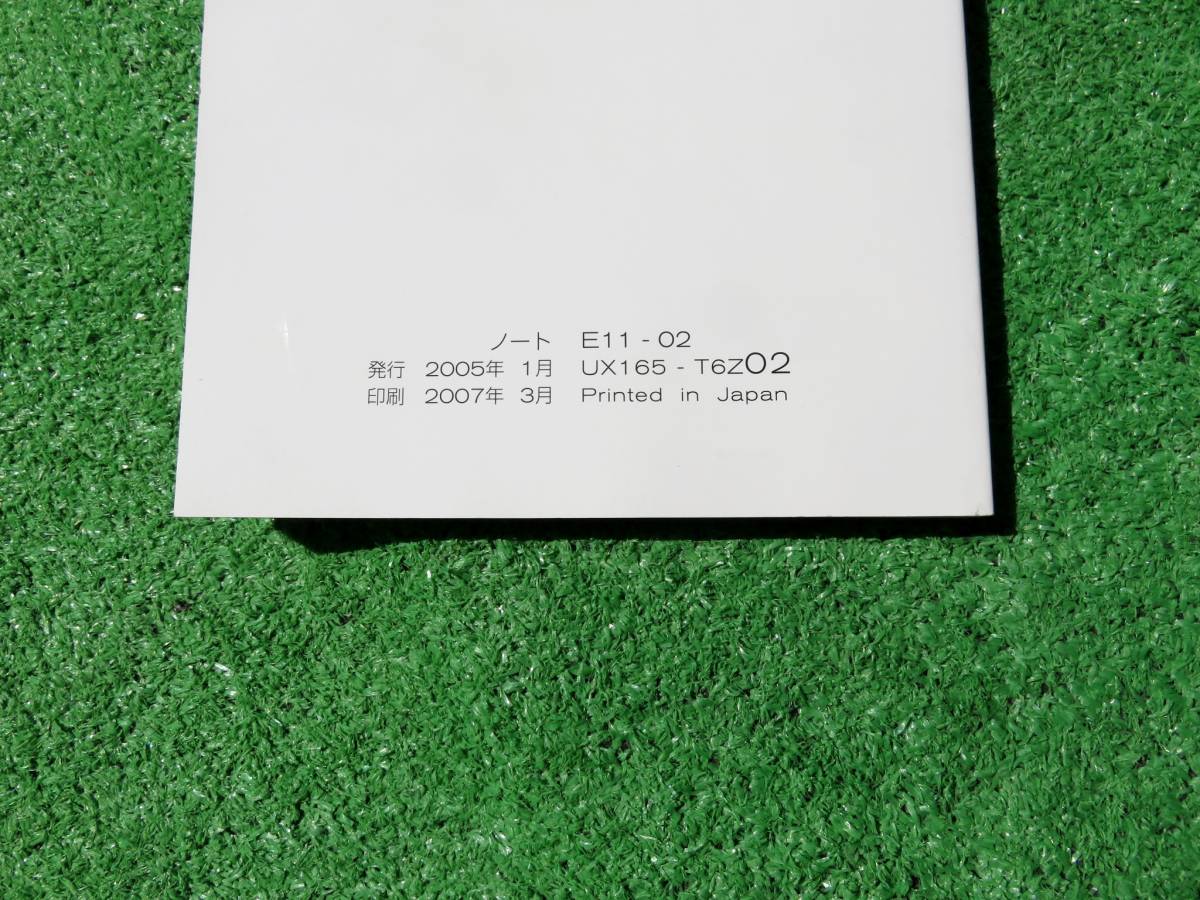 ノート E11 - 02
発行 2005年 1月 UX165 - T6Z02
印刷 2007年 3月 Printed in Japan